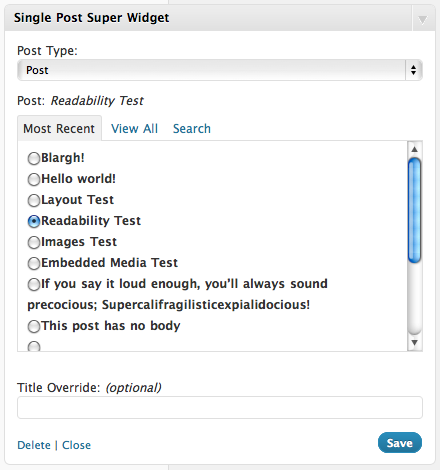 Single Post Super Widget
Post Type:
Post
Post: Readability Test
Most Recent View All Search
Blargh!
Hello world!
Layout Test
Readability Test
Images Test
Embedded Media Test
If you say it loud enough, you'll always sound
precocious; Supercalifragilisticexpialidocious!
This post has no body
Title Override: (optional)
Delete | Close Save